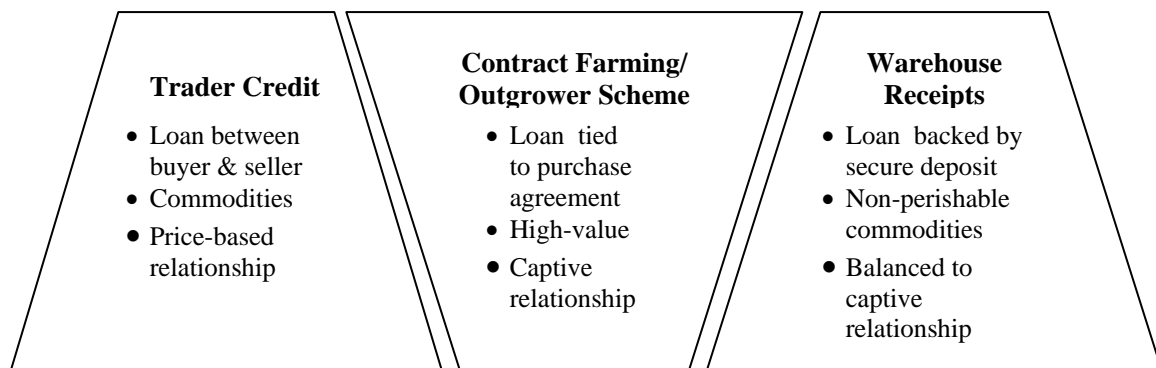 Trader Credit
• Loan between
buyer & seller
• Commodities
• Price-based
relationship
Contract Farming/
Outgrower Scheme
• Loan tied
to purchase
agreement
• High-value
• Captive
relationship
Warehouse
Receipts
• Loan backed by
secure deposit
• Non-perishable
commodities
• Balanced to
captive
relationship